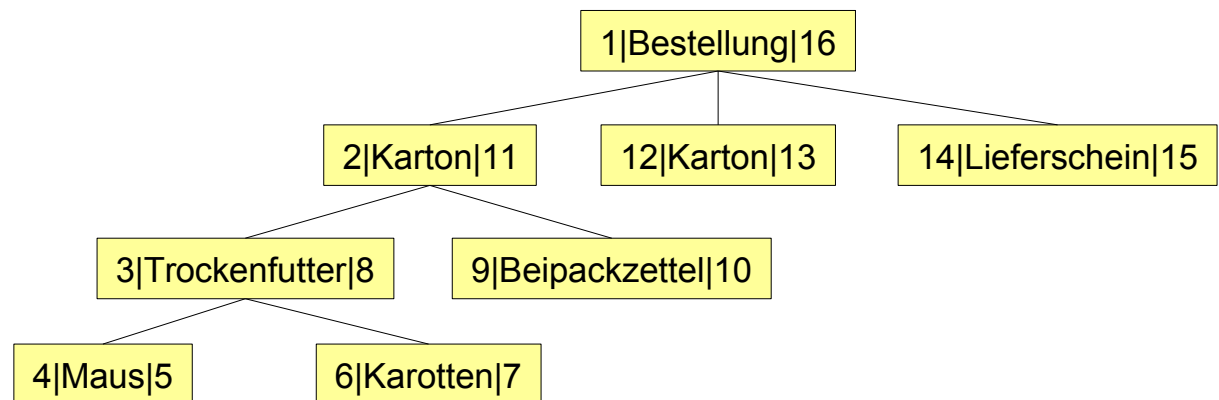 1|Bestellung|16
2|Karton|11
12|Karton|13
14|Lieferschein|15
3|Trockenfutter|8
9|Beipackzettel|10
4|Maus|5
6|Karotten|7